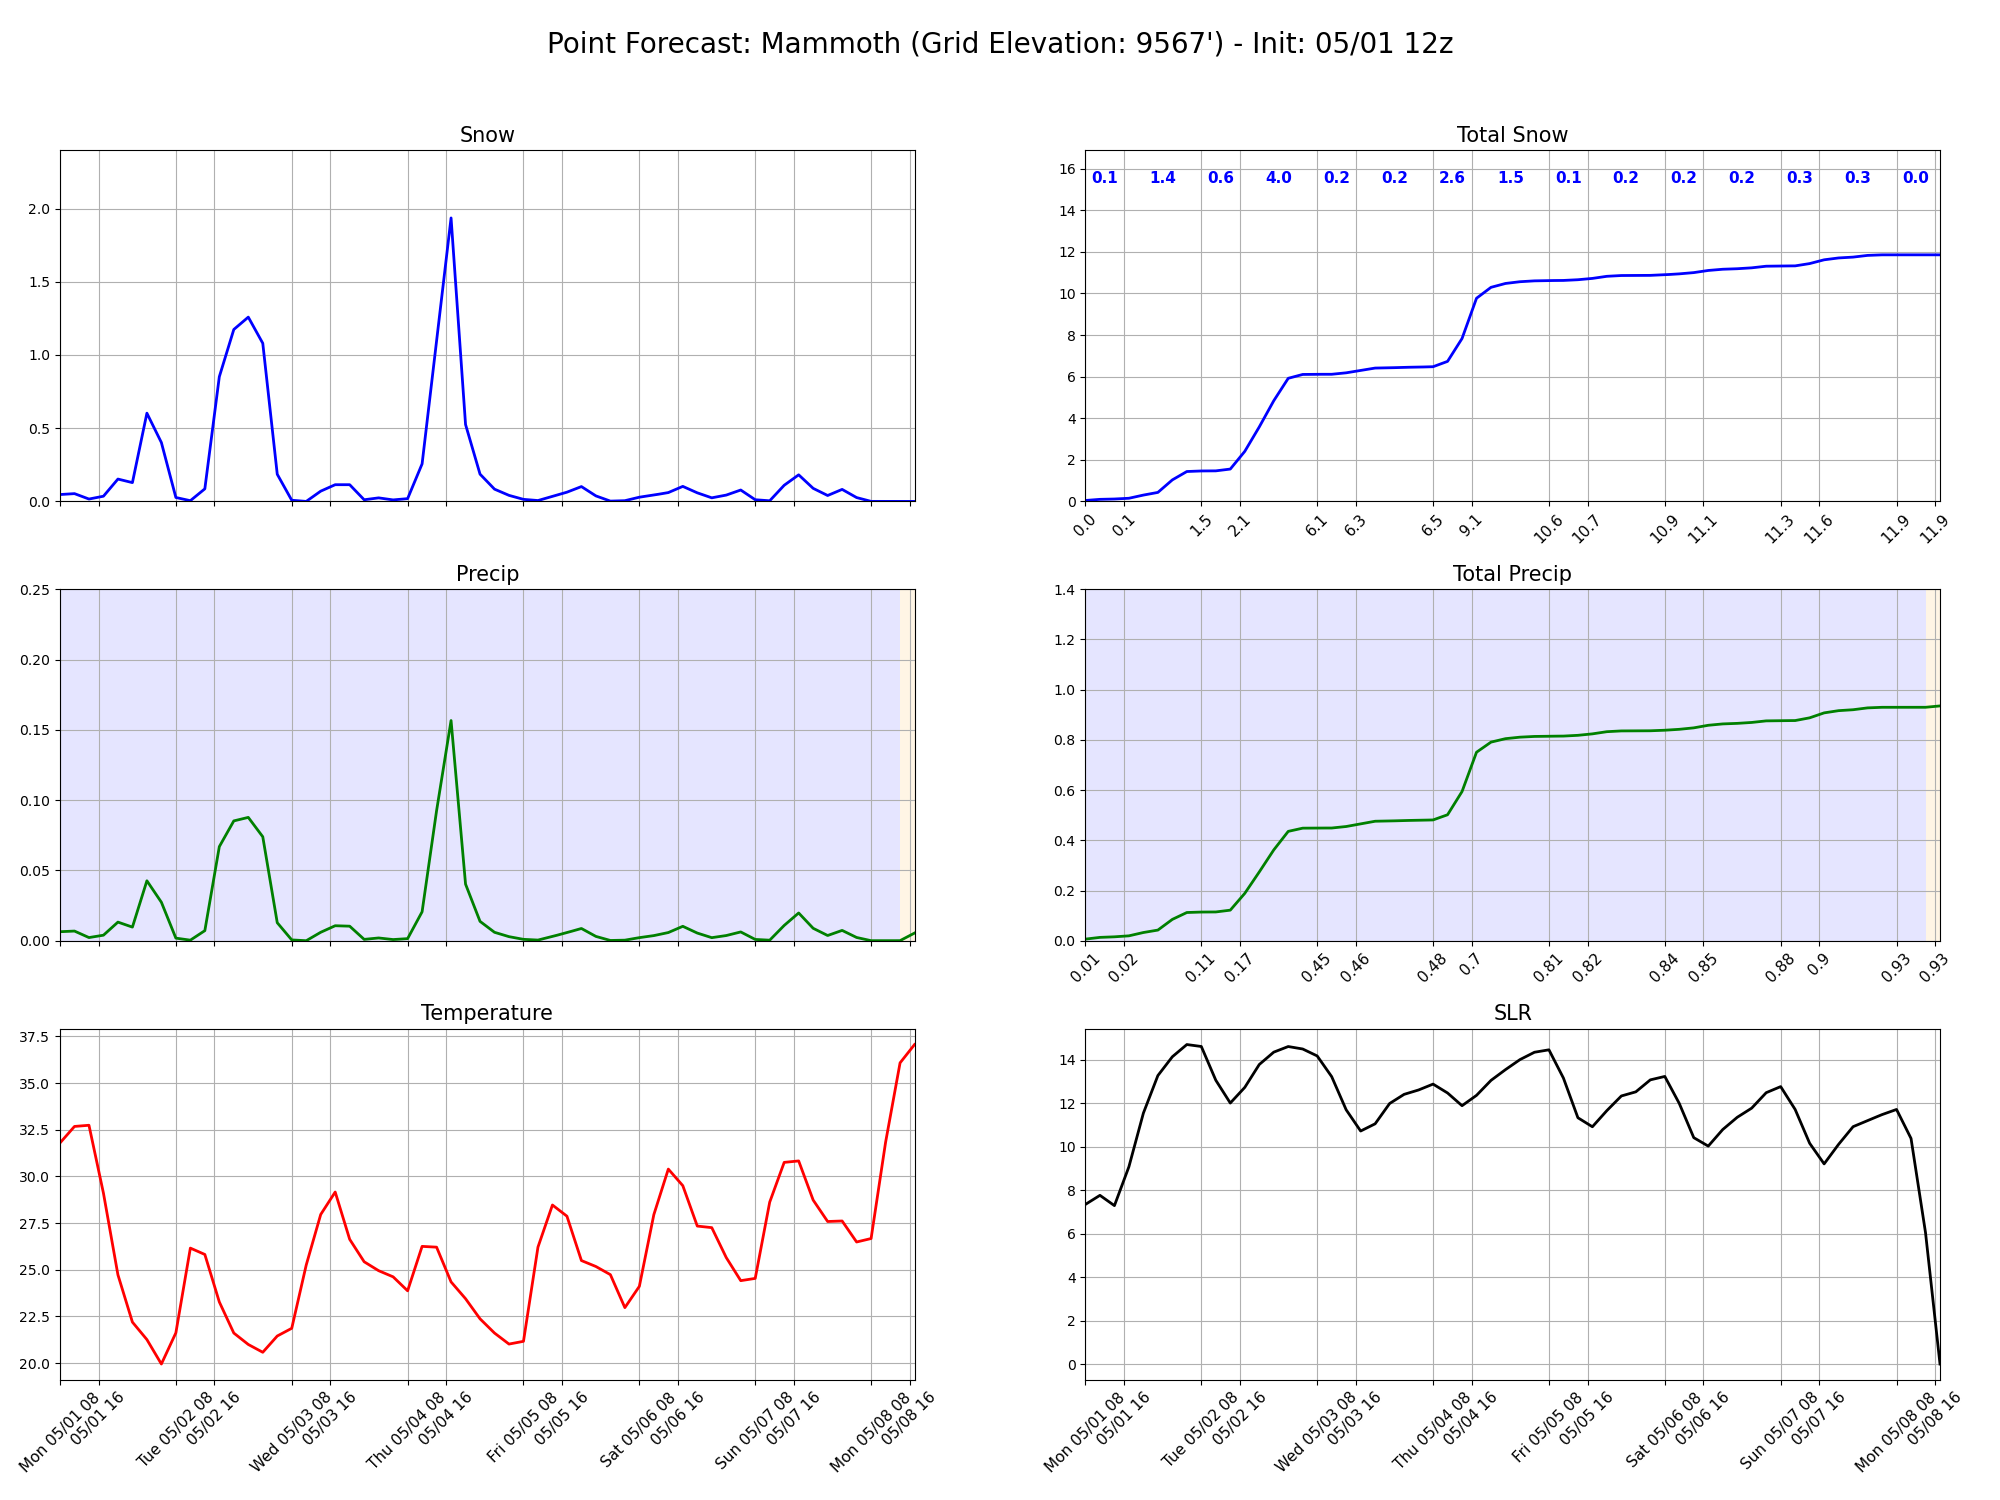 Point Forecast: Mammoth (Grid Elevation: 9567') - Init: 05/01 12z
Snow
2.0
1.5
1.0
0.5
0.0
Total Snow
16
14
12
10
8
6
4
2
0
0.1 1.4 0.6 4.0 0.2 0.2 2.6 1.5 0.1 0.2 0.2 0.2 0.3 0.3 0.0
0.0 0.1 1.5 2.1 6.1 6.3 6.5 9.1 10.6 10.7 10.9 11.1 11.3 11.6 11.9 11.9
Precip
0.25
0.20
0.15
0.10
0.05
0.00
Total Precip
1.4
1.2
1.0
0.8
0.6
0.4
0.2
0.0
0.01 0.02 0.11 0.17 0.45 0.46 0.48 0.7 0.81 0.82 0.84 0.85 0.88 0.9 0.93 0.93
Temperature
37.5
35.0
32.5
30.0
27.5
25.0
22.5
20.0
Mon 05/01 08
05/01 16
Tue 05/02 08
05/02 16
Wed 05/03 08
05/03 16
Thu 05/04 08
05/04 16
Fri 05/05 08
05/05 16
Sat 05/06 08
05/06 16
Sun 05/07 08
05/07 16
Mon 05/08 08
05/08 16
SLR
14
12
10
8
6
4
2
0
Mon 05/01 08
05/01 16
Tue 05/02 08
05/02 16
Wed 05/03 08
05/03 16
Thu 05/04 08
05/04 16
Fri 05/05 08
05/05 16
Sat 05/06 08
05/06 16
Sun 05/07 08
05/07 16
Mon 05/08 08
05/08 16